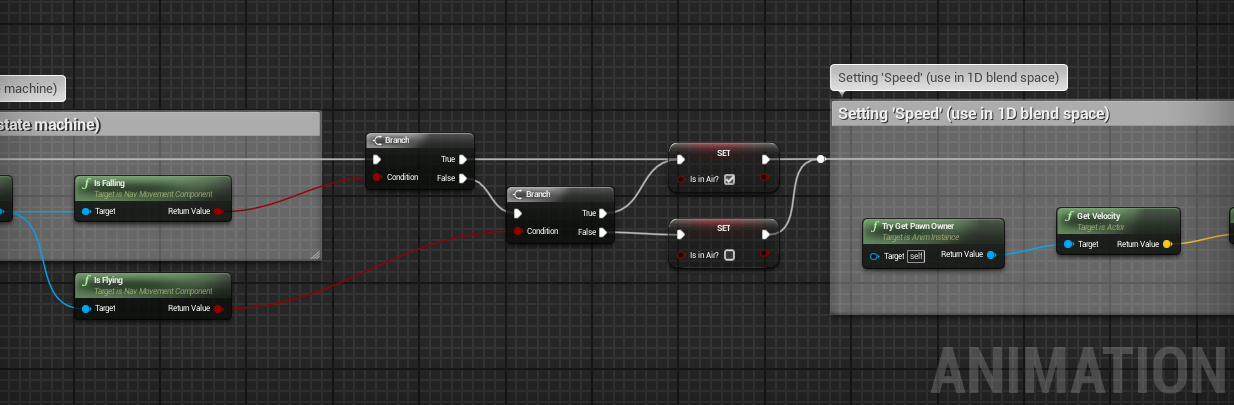 machine)
state machine)
Is Falling
Target is Nav Movement Component
Target
Return Value
Is Flying
Target is Nav Movement Component
Target
Return Value
Branch
True
Condition
False
Branch
True
Condition
False
SET
Is in Air?
SET
Is in Air?
Setting 'Speed' (use in 1D blend space)
Setting 'Speed' (use in 1D blend space)
Try Get Pawn Owner
Target is Anim Instance
Target self
Return Value
Get Velocity
Target is Actor
Target
Return Value
ANIMATION